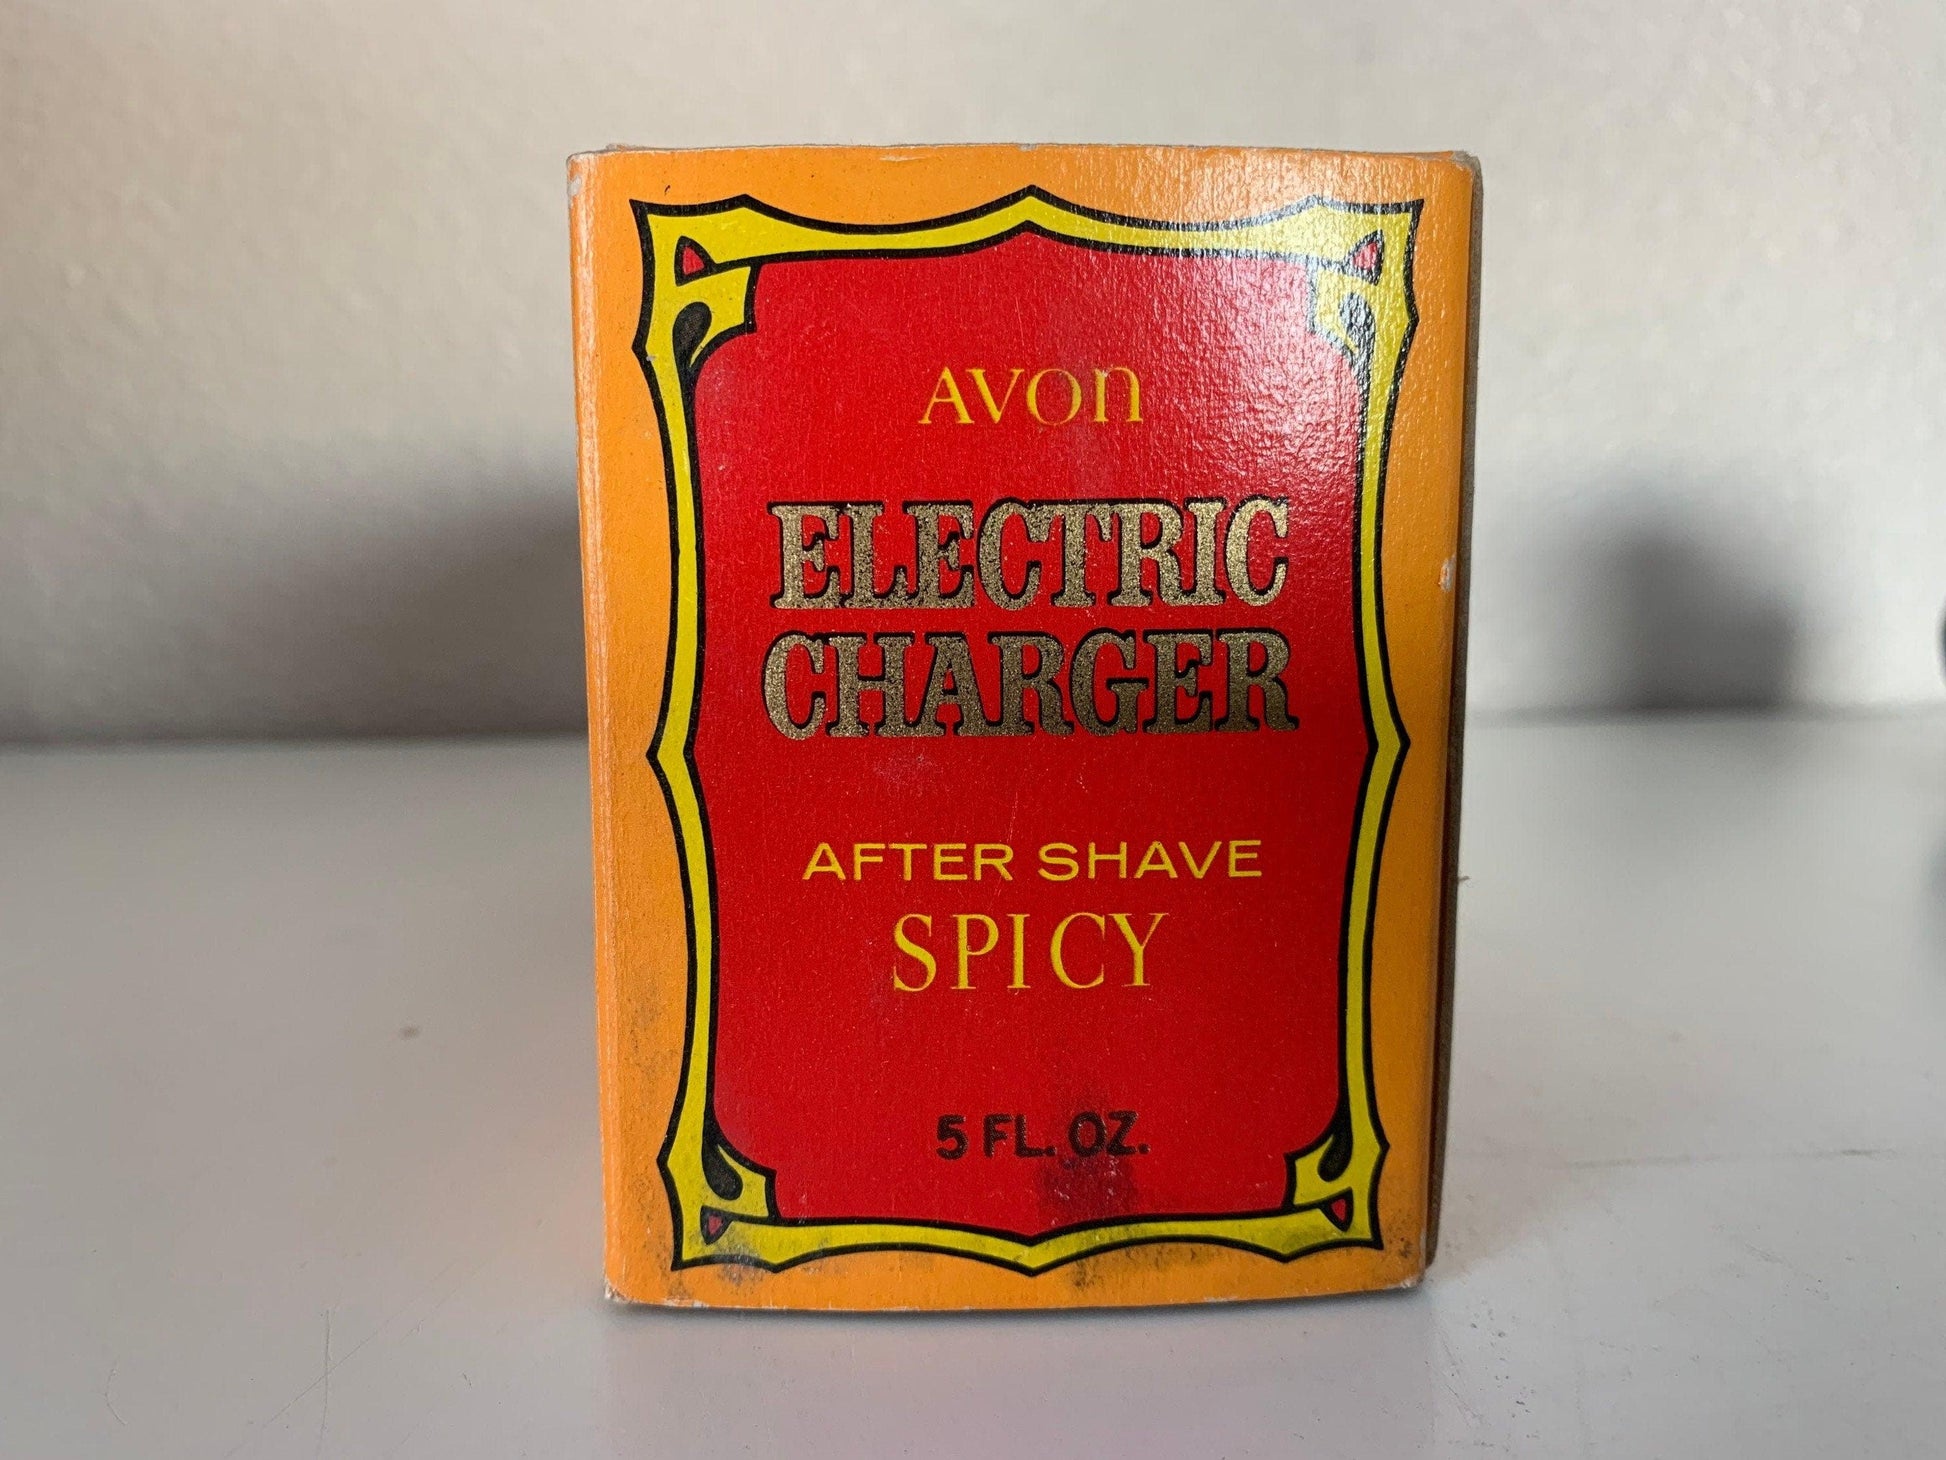 AVON
ELECTRIC
CHARGER
AFTER SHAVE
SPICY
5 FL. OZ.